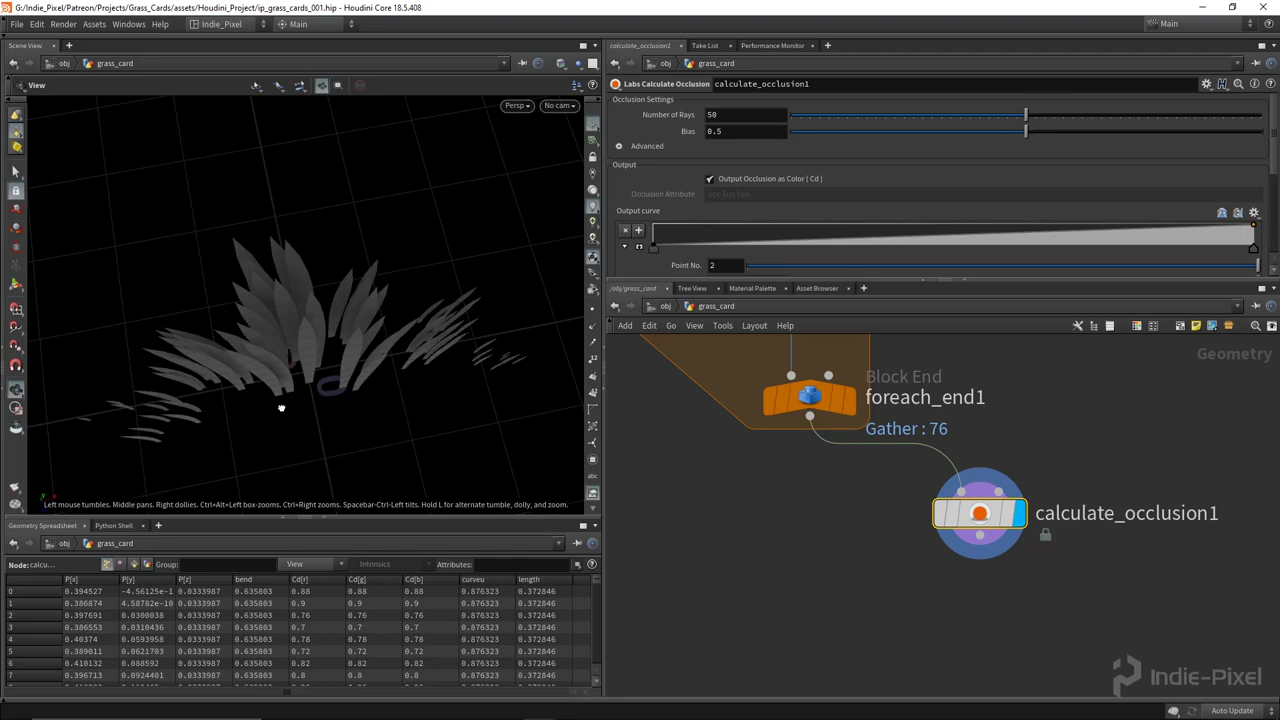 G:/Indie_Pixel/Patreon/Projects/Grass_Cards/assets/Houdini_Project/ip_grass_cards_001.hip - Houdini Core 18.5.408
File Edit Render Assets Windows Help Indie_Pixel Main Main
Scene View
obj grass_card
View
Persp No cam
Left mouse tumbles. Middle pans. Right dollies. Ctrl+Alt+Left box-zooms. Ctrl+Right zooms. Spacebar-Ctrl-Left tilts. Hold L for alternate tumble, dolly, and zoom.
Geometry Spreadsheet Python Shell
obj grass_card
Node: calcu... Group: View Intrinsics Attributes:
P[x] P[y] P[z] bend Cd[r] Cd[g] Cd[b] curveu length
0 0.394527 -4.56125e-1 0.0333987 0.635803 0.88 0.88 0.88 0.876323 0.372846
1 0.386874 4.58782e-10 0.0333987 0.635803 0.9 0.9 0.9 0.876323 0.372846
2 0.397691 0.0300038 0.0333987 0.635803 0.76 0.76 0.76 0.876323 0.372846
3 0.386553 0.0310436 0.0333987 0.635803 0.7 0.7 0.7 0.876323 0.372846
4 0.40374 0.0593958 0.0333987 0.635803 0.78 0.78 0.78 0.876323 0.372846
5 0.389011 0.0621703 0.0333987 0.635803 0.72 0.72 0.72 0.876323 0.372846
6 0.410132 0.088592 0.0333987 0.635803 0.82 0.82 0.82 0.876323 0.372846
7 0.396713 0.0924401 0.0333987 0.635803 0.8 0.8 0.8 0.876323 0.372846
calculate_occlusion1 Take List Performance Monitor
obj grass_card
Labs Calculate Occlusion calculate_occlusion1
Occlusion Settings
Number of Rays 50
Bias 0.5
Advanced
Output
Output Occlusion as Color ( Cd )
Occlusion Attribute occlusion
Output curve
Point No. 2
/obj/grass_card Tree View Material Palette Asset Browser
obj grass_card
Add Edit Go View Tools Layout Help
Geometry
Block End
foreach_end1
Gather : 76
calculate_occlusion1
Indie-Pixel
Auto Update